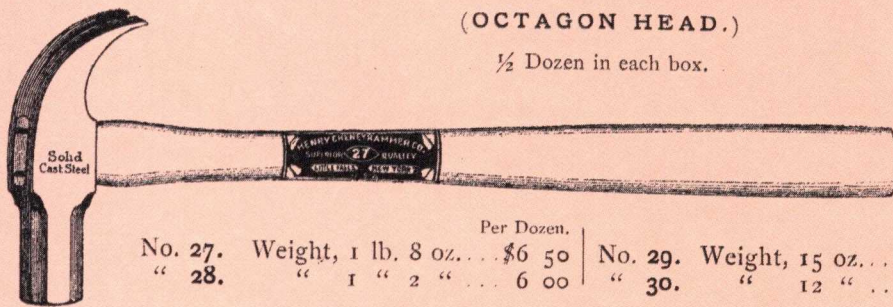 (OCTAGON HEAD.)
½ Dozen in each box.
HENRY CHENEY HAMMER CO.
SUPERIOR 27 QUALITY
LITTLE FALLS NEW YORK
Solid
Cast Steel
Per Dozen.
No. 27. Weight, 1 lb. 8 oz.... $6 50
“ 28. “ 1 “ 2 “ .... 6 00
No. 29. Weight, 15 oz...
“ 30. “ 12 “ ..